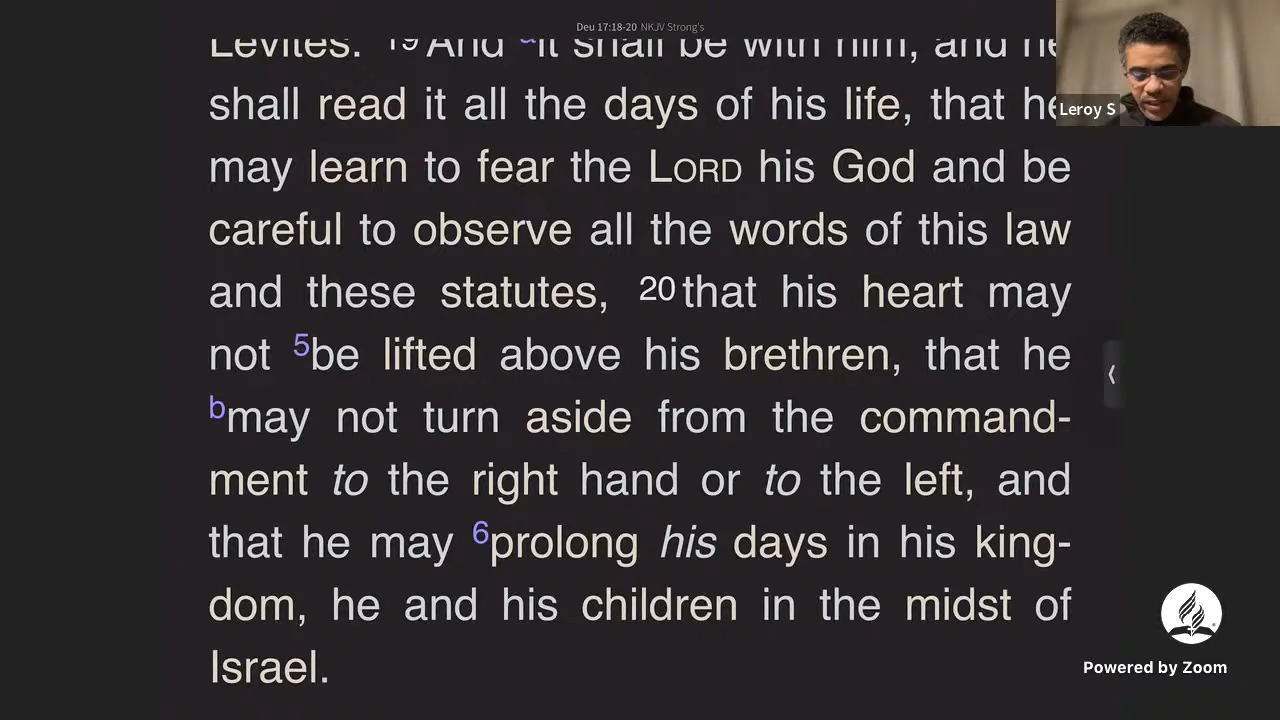 Deu 17:18-20 NKJV Strong's
Levites. 19 And a it shall be with him, and he
shall read it all the days of his life, that he
may learn to fear the LORD his God and be
careful to observe all the words of this law
and these statutes, 20 that his heart may
not 5be lifted above his brethren, that he
bmay not turn aside from the command-
ment to the right hand or to the left, and
that he may 6prolong his days in his king-
dom, he and his children in the midst of
Israel.
Leroy S
Powered by Zoom